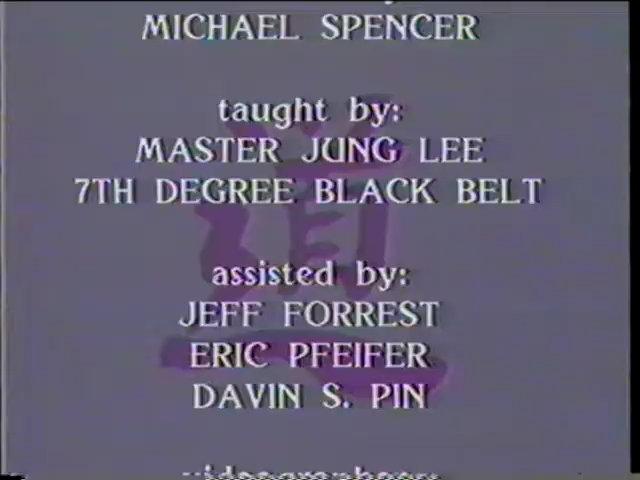 MICHAEL SPENCER
taught by:
MASTER JUNG LEE
7TH DEGREE BLACK BELT
道
assisted by:
JEFF FORREST
ERIC PFEIFER
DAVIN S. PIN